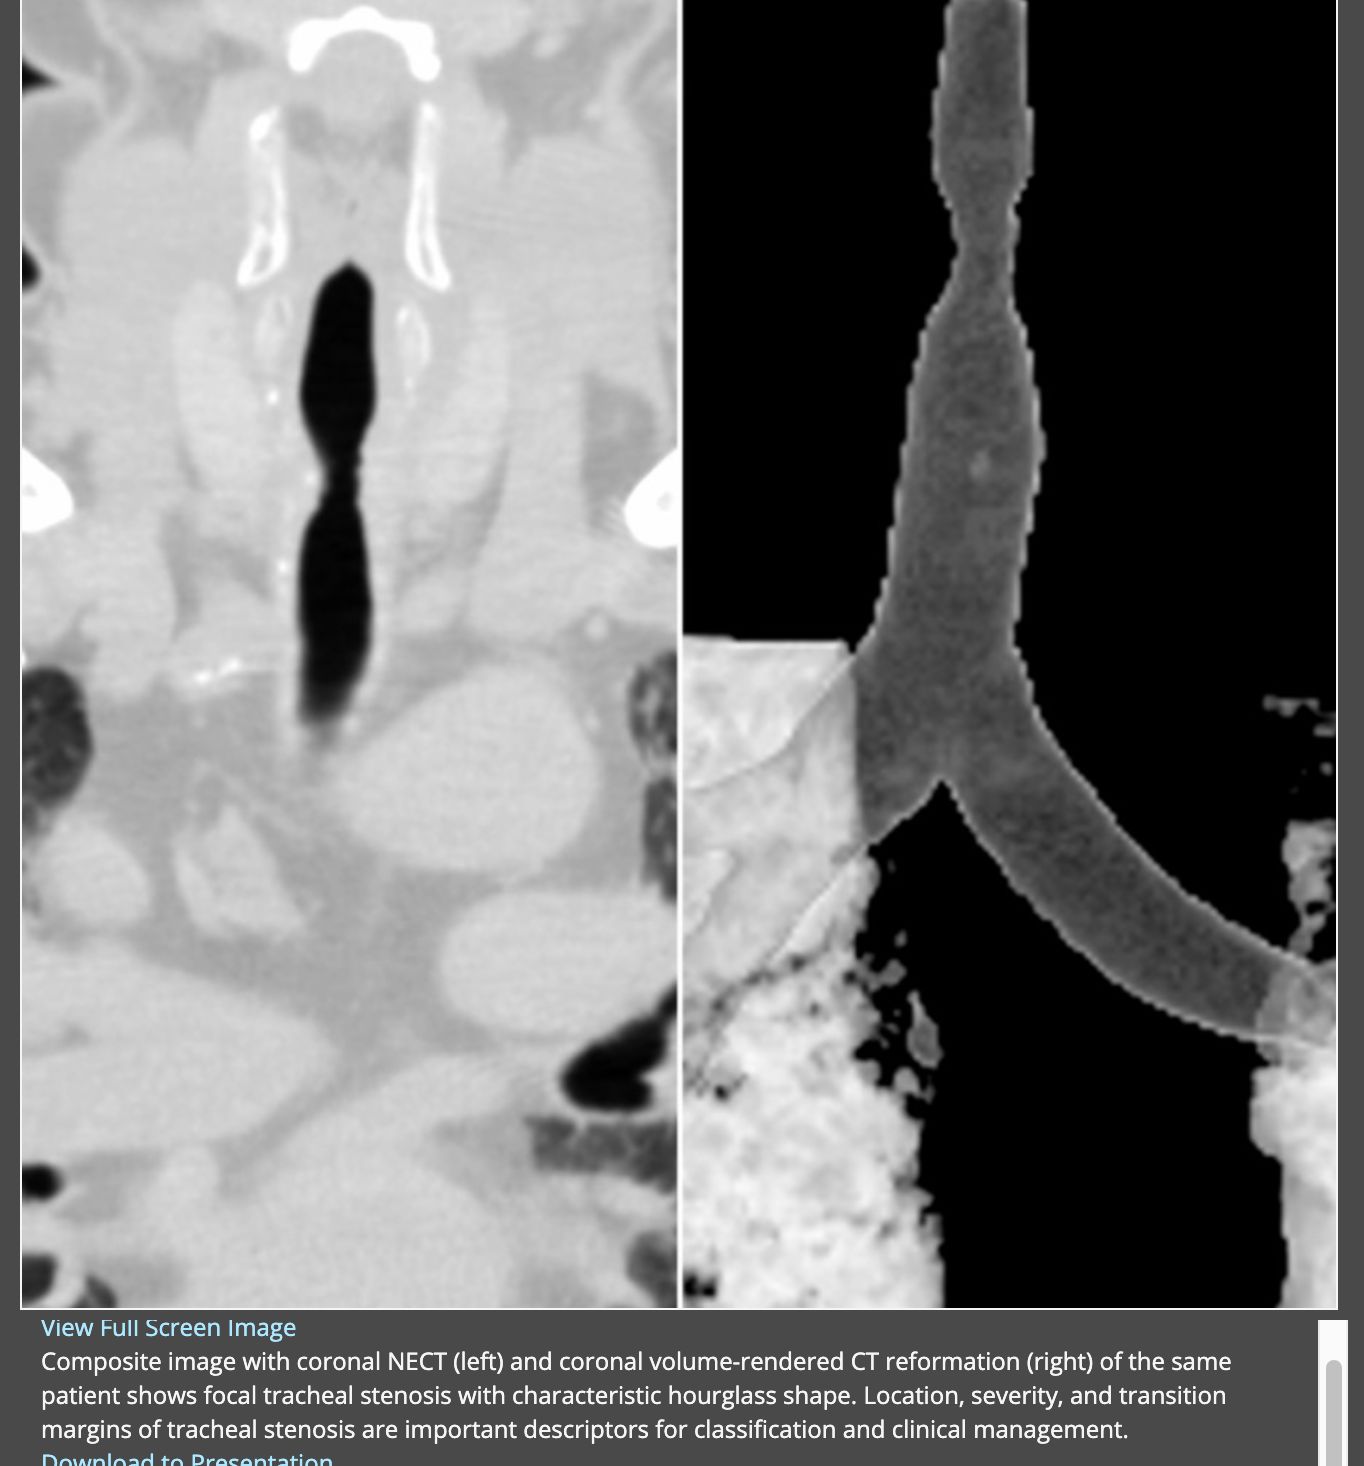 View Full Screen Image
Composite image with coronal NECT (left) and coronal volume-rendered CT reformation (right) of the same
patient shows focal tracheal stenosis with characteristic hourglass shape. Location, severity, and transition
margins of tracheal stenosis are important descriptors for classification and clinical management.
Download to Presentation